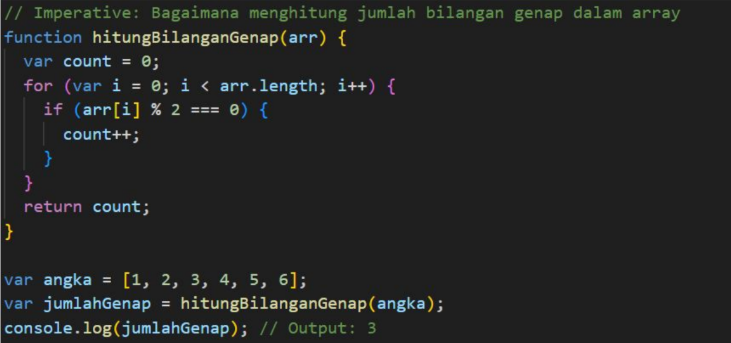 // Imperative: Bagaimana menghitung jumlah bilangan genap dalam array
function hitungBilanganGenap(arr) {
  var count = 0;
  for (var i = 0; i < arr.length; i++) {
    if (arr[i] % 2 === 0) {
      count++;
    }
  }
  return count;
}

var angka = [1, 2, 3, 4, 5, 6];
var jumlahGenap = hitungBilanganGenap(angka);
console.log(jumlahGenap); // Output: 3